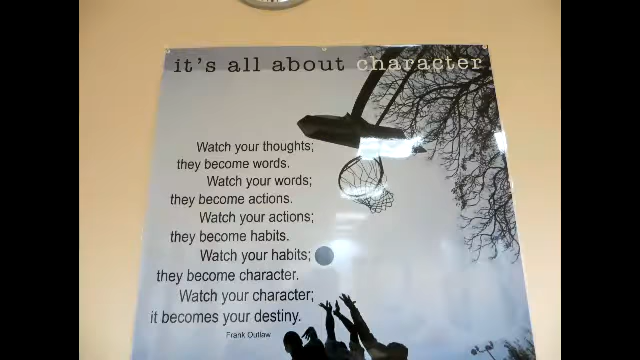 it's all about character
Watch your thoughts;
they become words.
Watch your words;
they become actions.
Watch your actions;
they become habits.
Watch your habits;
they become character.
Watch your character;
it becomes your destiny.
Frank Outlaw